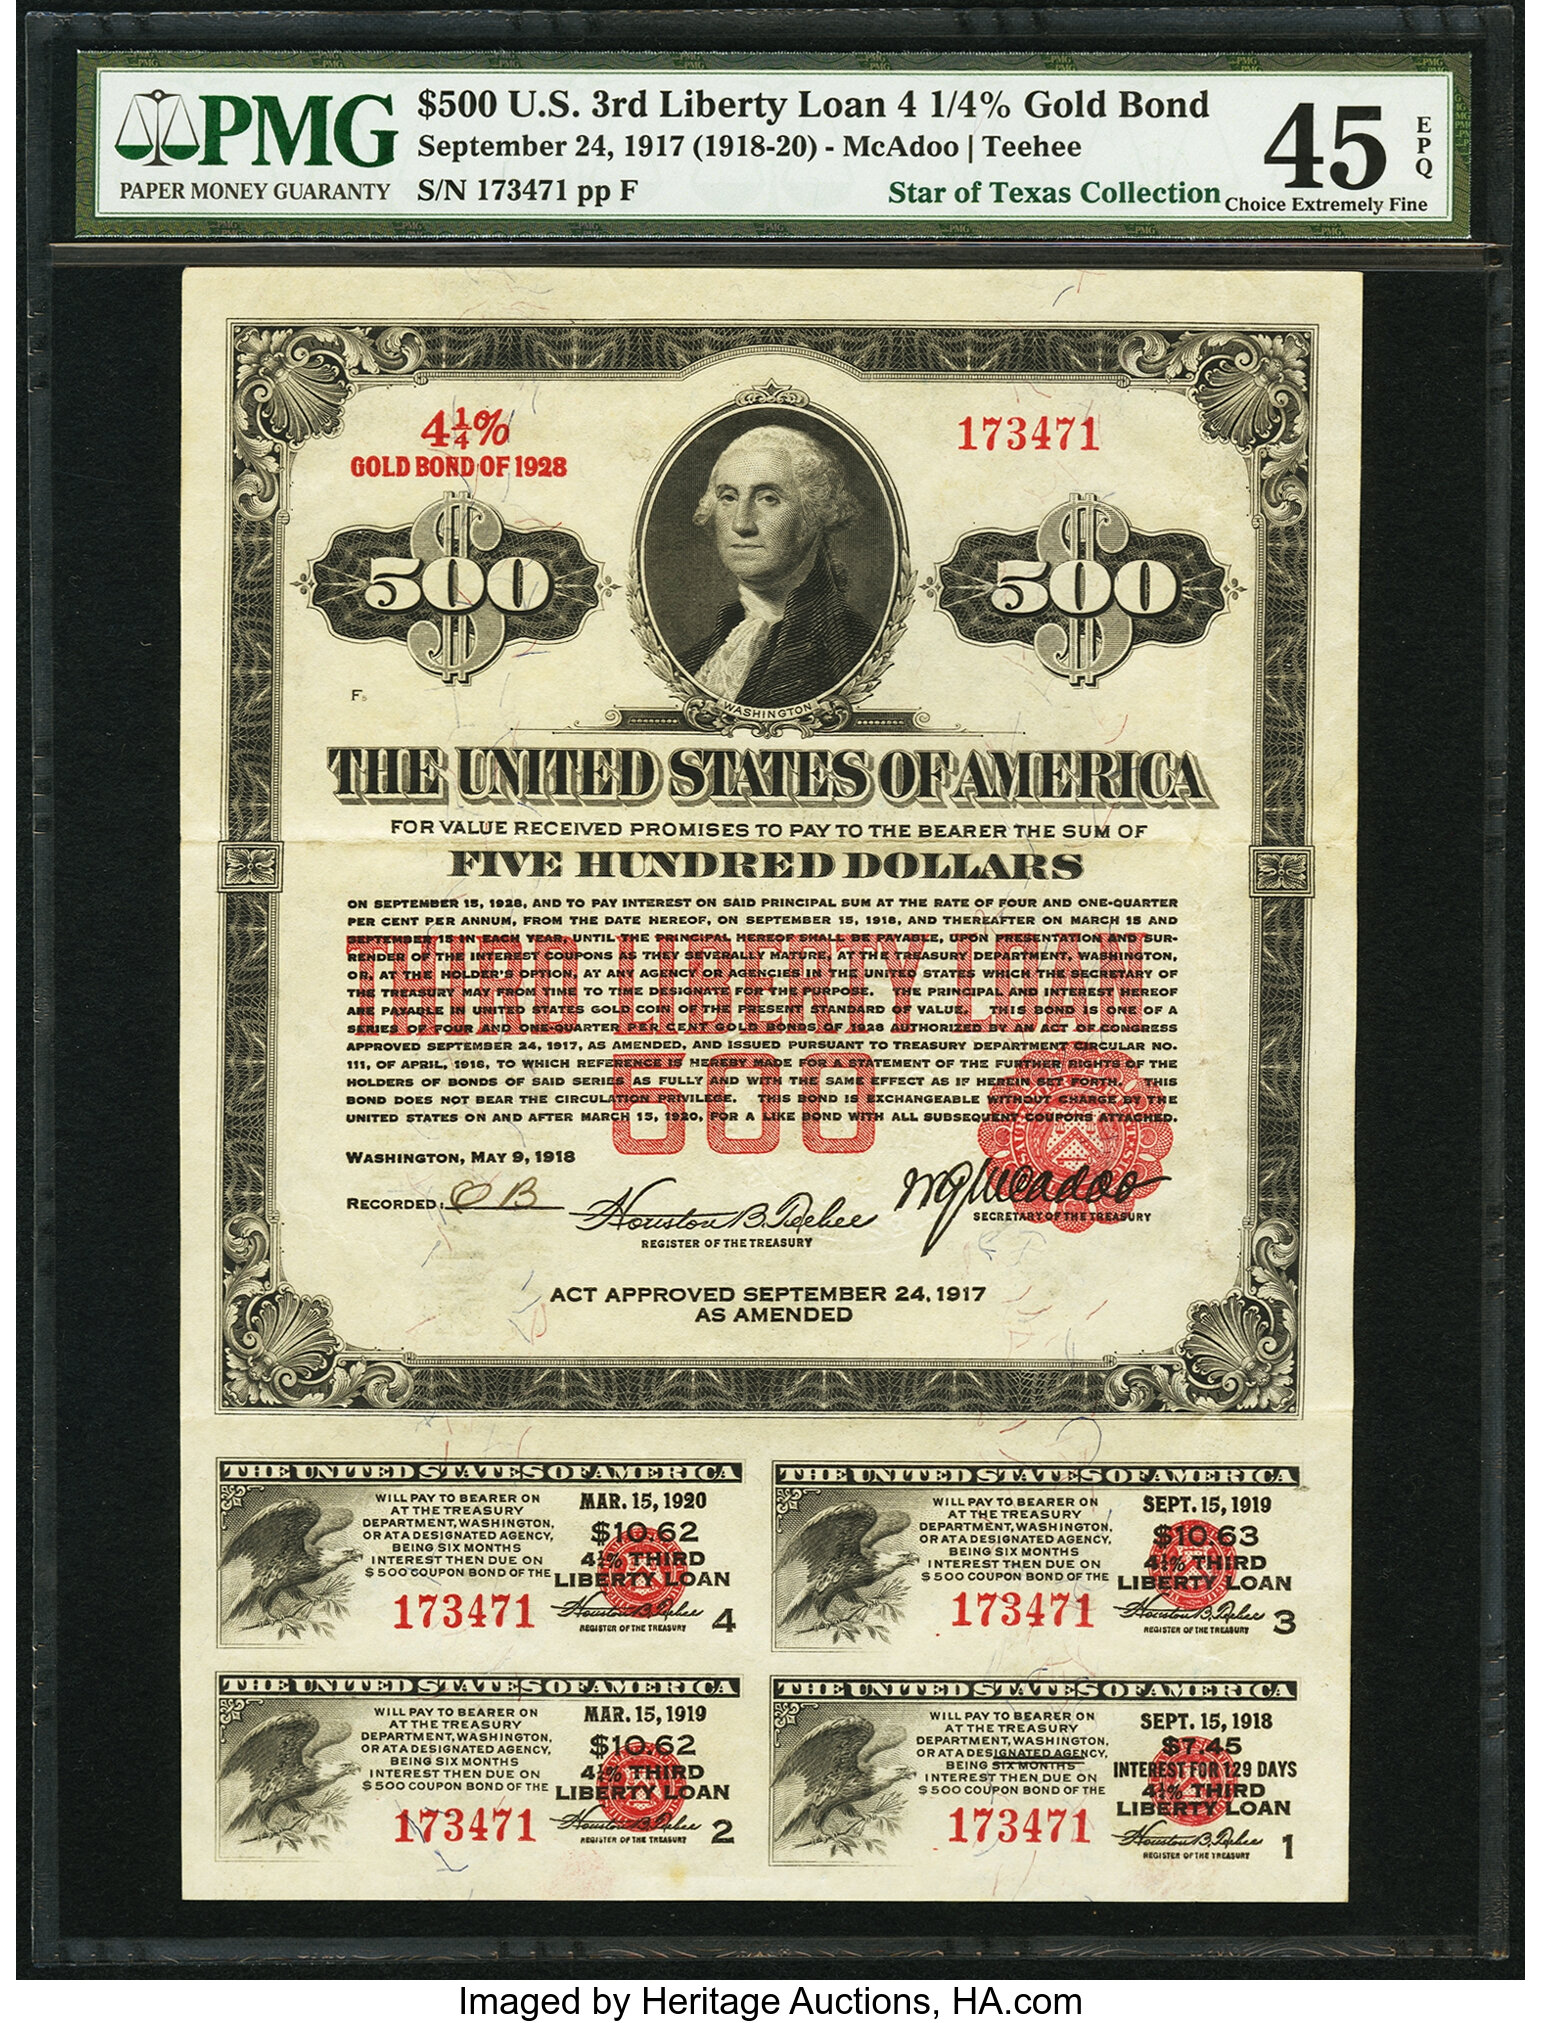 PMG
PAPER MONEY GUARANTY
$500 U.S. 3rd Liberty Loan 4 1/4% Gold Bond
September 24, 1917 (1918-20) - McAdoo | Teehee
S/N 173471 pp F
Star of Texas Collection
45
EPQ
Choice Extremely Fine
4¼%
GOLD BOND OF 1928
173471
$500
$500
WASHINGTON
F
THE UNITED STATES OF AMERICA
FOR VALUE RECEIVED PROMISES TO PAY TO THE BEARER THE SUM OF
FIVE HUNDRED DOLLARS
ON SEPTEMBER 15, 1928, AND TO PAY INTEREST ON SAID PRINCIPAL SUM AT THE RATE OF FOUR AND ONE-QUARTER
PER CENT PER ANNUM, FROM THE DATE HEREOF, ON SEPTEMBER 15, 1918, AND THEREAFTER ON MARCH 15 AND
SEPTEMBER 15 IN EACH YEAR, UNTIL THE PRINCIPAL HEREOF SHALL BE PAYABLE, UPON PRESENTATION AND SUR-
RENDER OF THE INTEREST COUPONS AS THEY SEVERALLY MATURE, AT THE TREASURY DEPARTMENT, WASHINGTON,
OR, AT THE HOLDER'S OPTION, AT ANY AGENCY OR AGENCIES IN THE UNITED STATES WHICH THE SECRETARY OF
THE TREASURY MAY FROM TIME TO TIME DESIGNATE FOR THE PURPOSE. THE PRINCIPAL AND INTEREST HEREOF
ARE PAYABLE IN UNITED STATES GOLD COIN OF THE PRESENT STANDARD OF VALUE. THIS BOND IS ONE OF A
SERIES OF FOUR AND ONE-QUARTER PER CENT GOLD BONDS OF 1928 AUTHORIZED BY AN ACT OF CONGRESS
APPROVED SEPTEMBER 24, 1917, AS AMENDED, AND ISSUED PURSUANT TO TREASURY DEPARTMENT CIRCULAR NO.
111, OF APRIL, 1918, TO WHICH REFERENCE IS HEREBY MADE FOR A STATEMENT OF THE FURTHER RIGHTS OF THE
HOLDERS OF BONDS OF SAID SERIES AS FULLY AND WITH THE SAME EFFECT AS IF HEREIN SET FORTH. THIS
BOND DOES NOT BEAR THE CIRCULATION PRIVILEGE. THIS BOND IS EXCHANGEABLE WITHOUT CHARGE BY THE
UNITED STATES ON AND AFTER MARCH 15, 1920, FOR A LIKE BOND WITH ALL SUBSEQUENT COUPONS ATTACHED.
THIRD LIBERTY LOAN
500
WASHINGTON, MAY 9, 1918
RECORDED:
Houston B. Teehee
REGISTER OF THE TREASURY
W G McAdoo
SECRETARY OF THE TREASURY
ACT APPROVED SEPTEMBER 24, 1917
AS AMENDED
THE UNITED STATES OF AMERICA
WILL PAY TO BEARER ON
AT THE TREASURY
DEPARTMENT, WASHINGTON,
OR AT A DESIGNATED AGENCY,
BEING SIX MONTHS
INTEREST THEN DUE ON
$500 COUPON BOND OF THE
173471
MAR. 15, 1920
$10.62
4¼% THIRD
LIBERTY LOAN
Houston B. Teehee
REGISTER OF THE TREASURY
4
THE UNITED STATES OF AMERICA
WILL PAY TO BEARER ON
AT THE TREASURY
DEPARTMENT, WASHINGTON,
OR AT A DESIGNATED AGENCY,
BEING SIX MONTHS
INTEREST THEN DUE ON
$500 COUPON BOND OF THE
173471
SEPT. 15, 1919
$10.63
4¼% THIRD
LIBERTY LOAN
Houston B. Teehee
REGISTER OF THE TREASURY
3
THE UNITED STATES OF AMERICA
WILL PAY TO BEARER ON
AT THE TREASURY
DEPARTMENT, WASHINGTON,
OR AT A DESIGNATED AGENCY,
BEING SIX MONTHS
INTEREST THEN DUE ON
$500 COUPON BOND OF THE
173471
MAR. 15, 1919
$10.62
4¼% THIRD
LIBERTY LOAN
Houston B. Teehee
REGISTER OF THE TREASURY
2
THE UNITED STATES OF AMERICA
WILL PAY TO BEARER ON
AT THE TREASURY
DEPARTMENT, WASHINGTON,
OR AT A DESIGNATED AGENCY,
BEING SIX MONTHS
INTEREST THEN DUE ON
$500 COUPON BOND OF THE
173471
SEPT. 15, 1918
$7.45
INTEREST FOR 129 DAYS
4¼% THIRD
LIBERTY LOAN
Houston B. Teehee
REGISTER OF THE TREASURY
1
Imaged by Heritage Auctions, HA.com